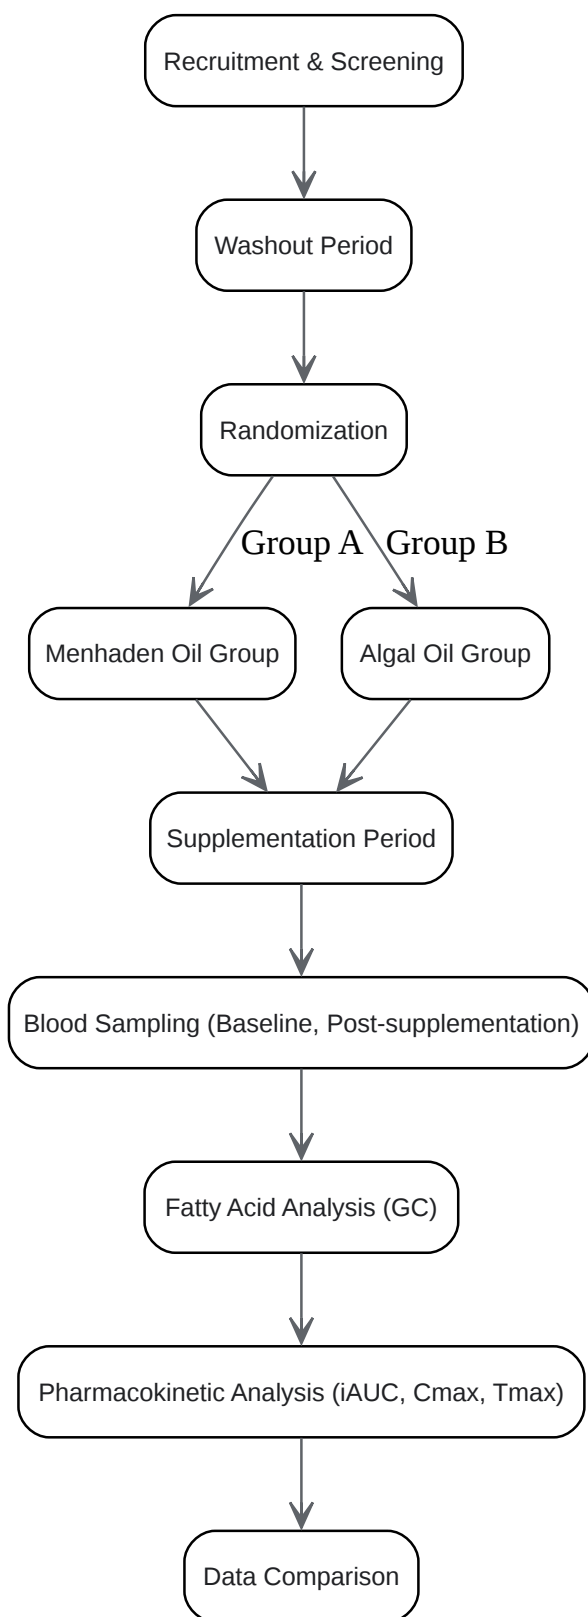 Recruitment & Screening
Washout Period
Randomization
Group A
Group B
Menhaden Oil Group
Algal Oil Group
Supplementation Period
Blood Sampling (Baseline, Post-supplementation)
Fatty Acid Analysis (GC)
Pharmacokinetic Analysis (iAUC, Cmax, Tmax)
Data Comparison